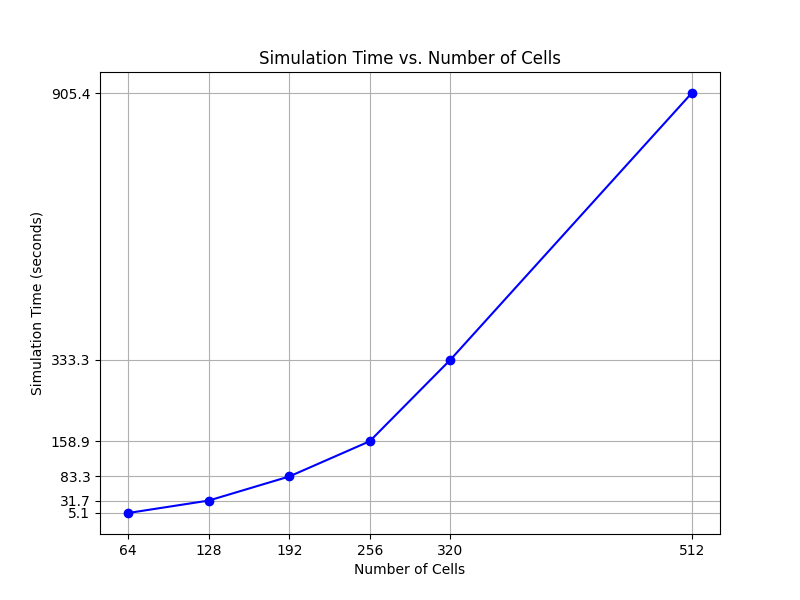 Simulation Time vs. Number of Cells
Simulation Time (seconds)
905.4
333.3
158.9
83.3
31.7
5.1
64 128 192 256 320 512
Number of Cells